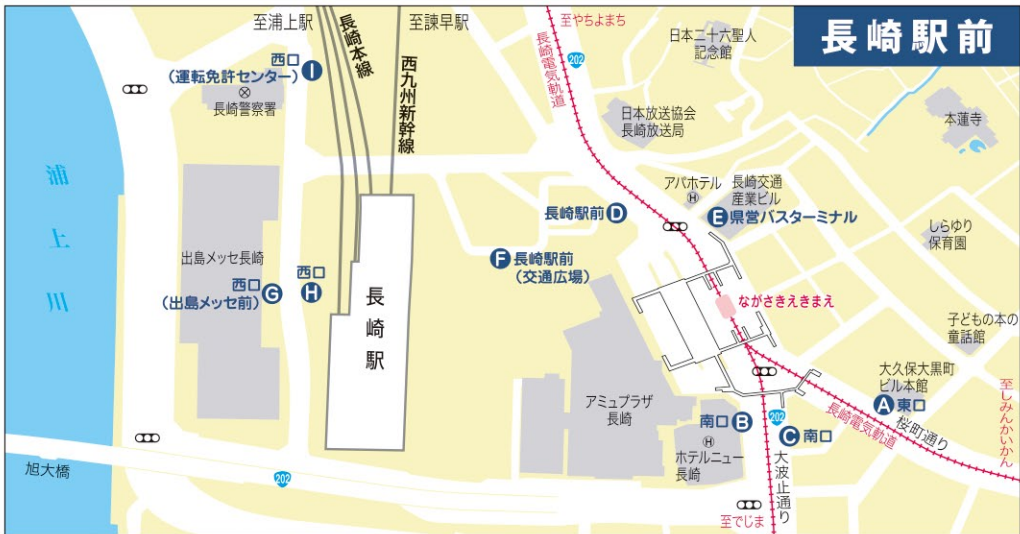 長崎駅前
至浦上駅
長崎本線
至諫早駅
西九州新幹線
至やちよまち
長崎電気軌道
202
日本二十六聖人
記念館
西口
(運転免許センター)
I
長崎警察署
日本放送協会
長崎放送局
本蓮寺
浦上川
アパホテル
H
長崎交通
産業ビル
長崎駅前
D
E
県営バスターミナル
しらゆり
保育園
F
長崎駅前
(交通広場)
出島メッセ長崎
西口
(出島メッセ前)
G
西口
H
長崎駅
ながさきえきまえ
子どもの本の
童話館
大久保大黒町
ビル本館
A
東口
桜町通り
長崎電気軌道
至しみんかいかん
アミュプラザ
長崎
南口
B
202
C
南口
H
ホテルニュー
長崎
大波止通り
旭大橋
202
至でじま